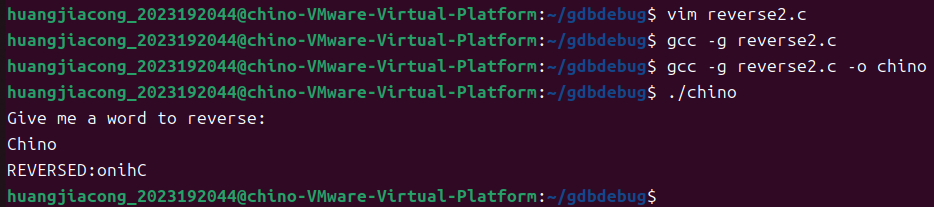 huangjiacong_2023192044@chino-VMware-Virtual-Platform:~/gdbdebug$ vim reverse2.c
huangjiacong_2023192044@chino-VMware-Virtual-Platform:~/gdbdebug$ gcc -g reverse2.c
huangjiacong_2023192044@chino-VMware-Virtual-Platform:~/gdbdebug$ gcc -g reverse2.c -o chino
huangjiacong_2023192044@chino-VMware-Virtual-Platform:~/gdbdebug$ ./chino
Give me a word to reverse:
Chino
REVERSED:onihC
huangjiacong_2023192044@chino-VMware-Virtual-Platform:~/gdbdebug$